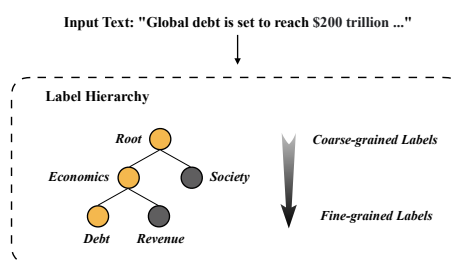 Input Text: "Global debt is set to reach $200 trillion ..."
Label Hierarchy
Root
Coarse-grained Labels
Economics
Society
Fine-grained Labels
Debt
Revenue